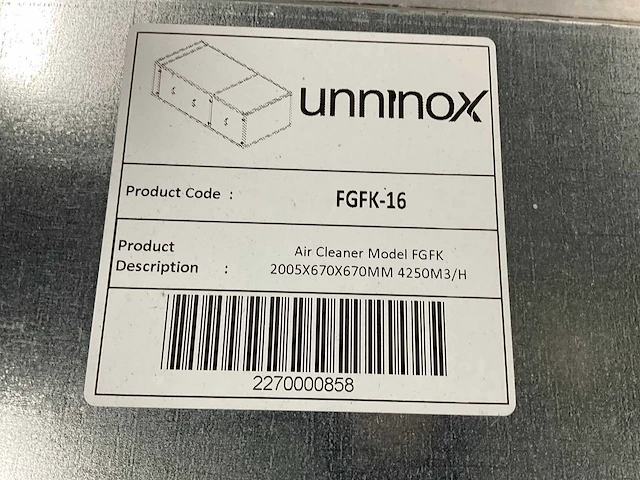 unninox
Product Code :
FGFK-16
Product
Description :
Air Cleaner Model FGFK
2005X670X670MM 4250M3/H
2270000858